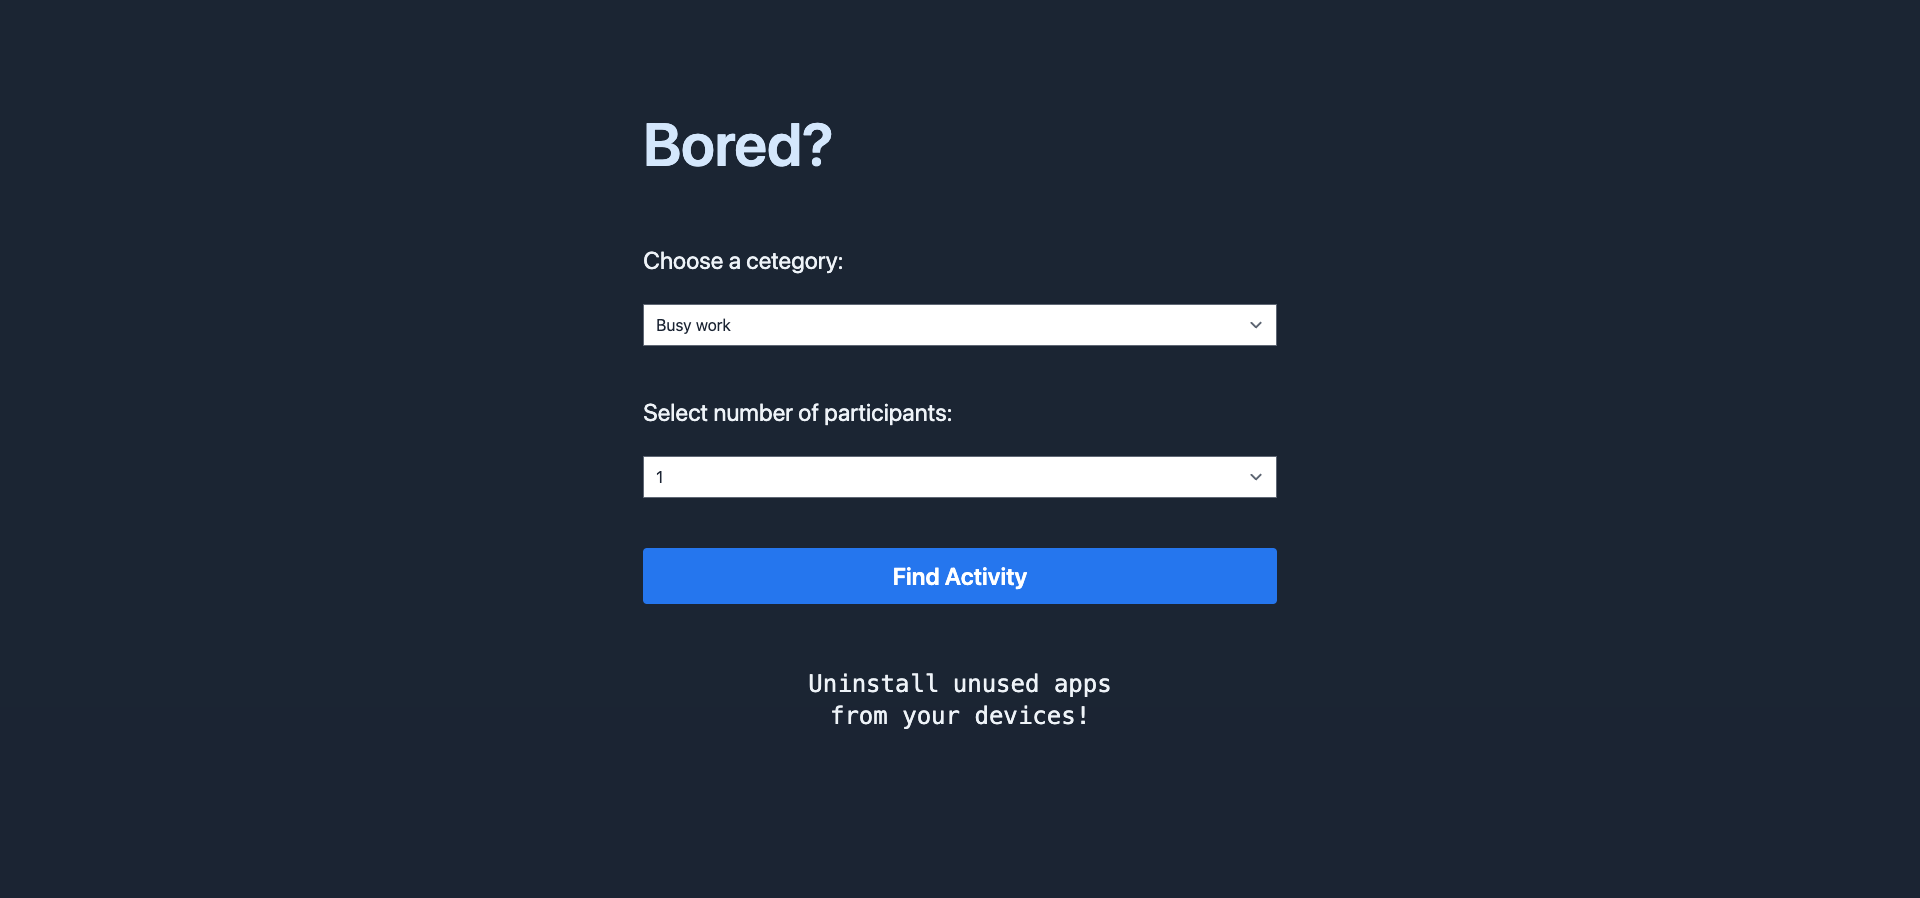 Bored?
Choose a cetegory:
Busy work
Select number of participants:
1
Find Activity
Uninstall unused apps
from your devices!